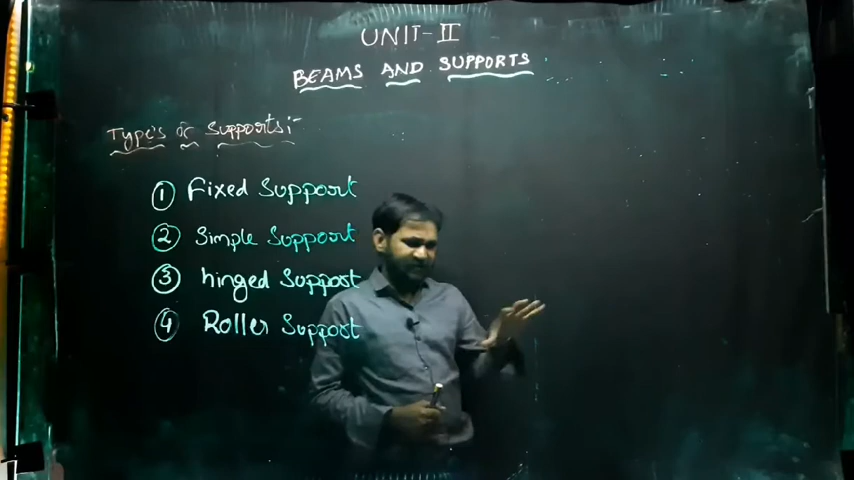 UNIT-II
BEAMS AND SUPPORTS
Types of Supports:-
① Fixed Support
② Simple Support
③ hinged Support
④ Roller Support